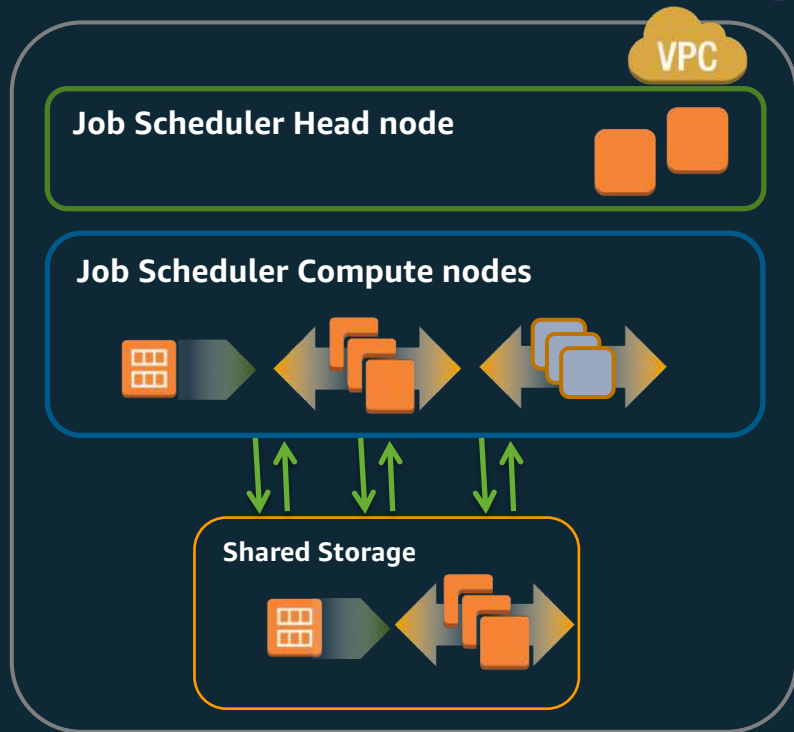 VPC
Job Scheduler Head node
Job Scheduler Compute nodes
Shared Storage